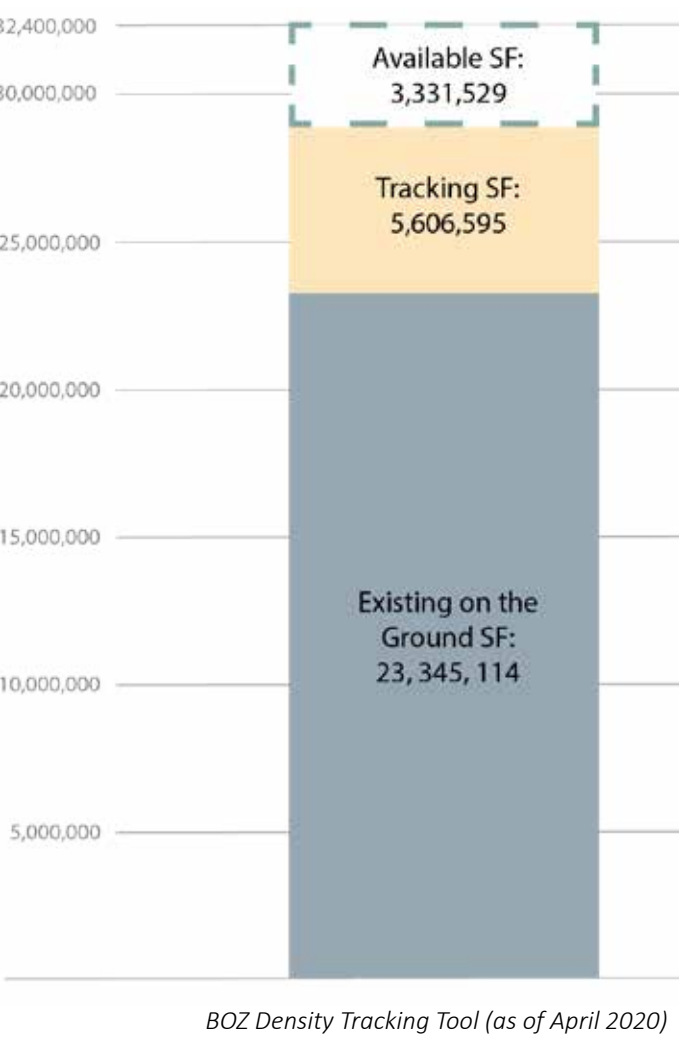 32,400,000
Available SF:
3,331,529
30,000,000
Tracking SF:
5,606,595
25,000,000
20,000,000
15,000,000
Existing on the
Ground SF:
23, 345, 114
10,000,000
5,000,000
BOZ Density Tracking Tool (as of April 2020)